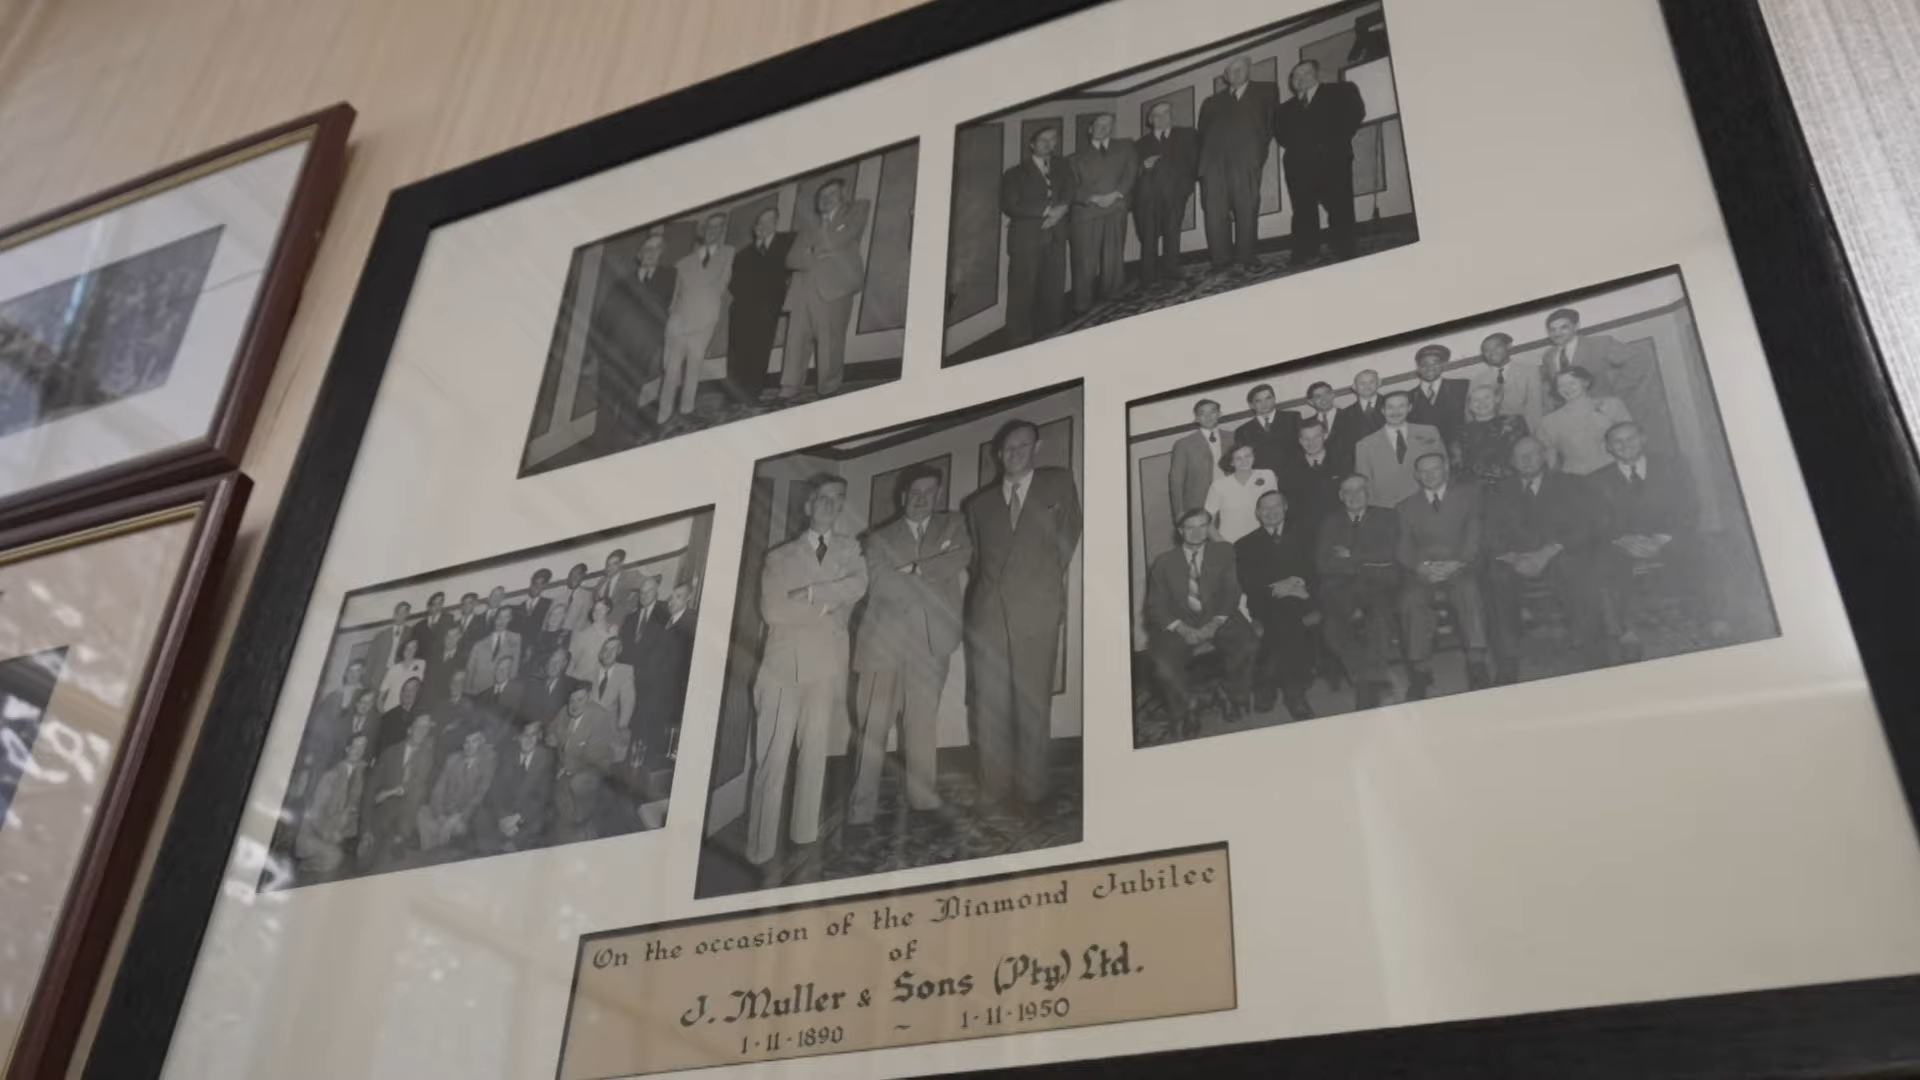 On the occasion of the Diamond Jubilee
of
J. Muller & Sons (Pty) Ltd.
1·11·1890 ~ 1·11·1950